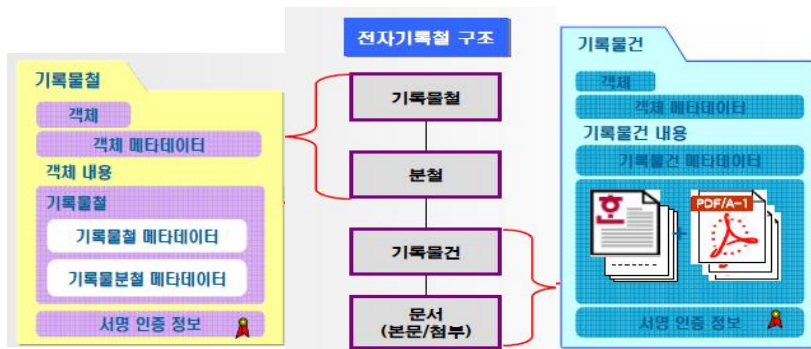 전자기록철 구조
기록물철
객체
객체 메타데이터
객체 내용
기록물철
기록물철 메타데이터
기록물분철 메타데이터
서명 인증 정보
기록물철
분철
기록물건
문서
(본문/첨부)
기록물건
객체
객체 메타데이터
기록물건 내용
기록물건 메타데이터
호
+
PDF/A-1
서명 인증 정보